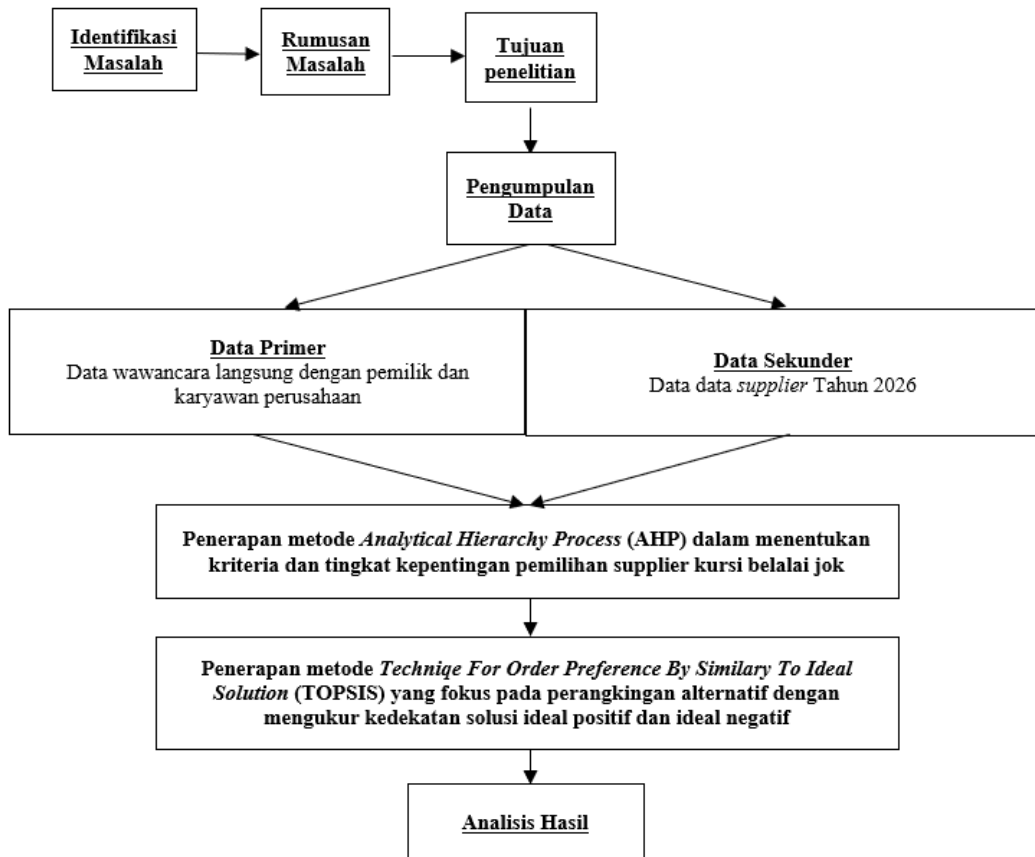 Identifikasi
Masalah
Rumusan
Masalah
Tujuan
penelitian
Pengumpulan
Data
Data Primer
Data wawancara langsung dengan pemilik dan
karyawan perusahaan
Data Sekunder
Data data supplier Tahun 2026
Penerapan metode Analytical Hierarchy Process (AHP) dalam menentukan
kriteria dan tingkat kepentingan pemilihan supplier kursi belalai jok
Penerapan metode Techniqe For Order Preference By Similary To Ideal
Solution (TOPSIS) yang fokus pada perangkingan alternatif dengan
mengukur kedekatan solusi ideal positif dan ideal negatif
Analisis Hasil